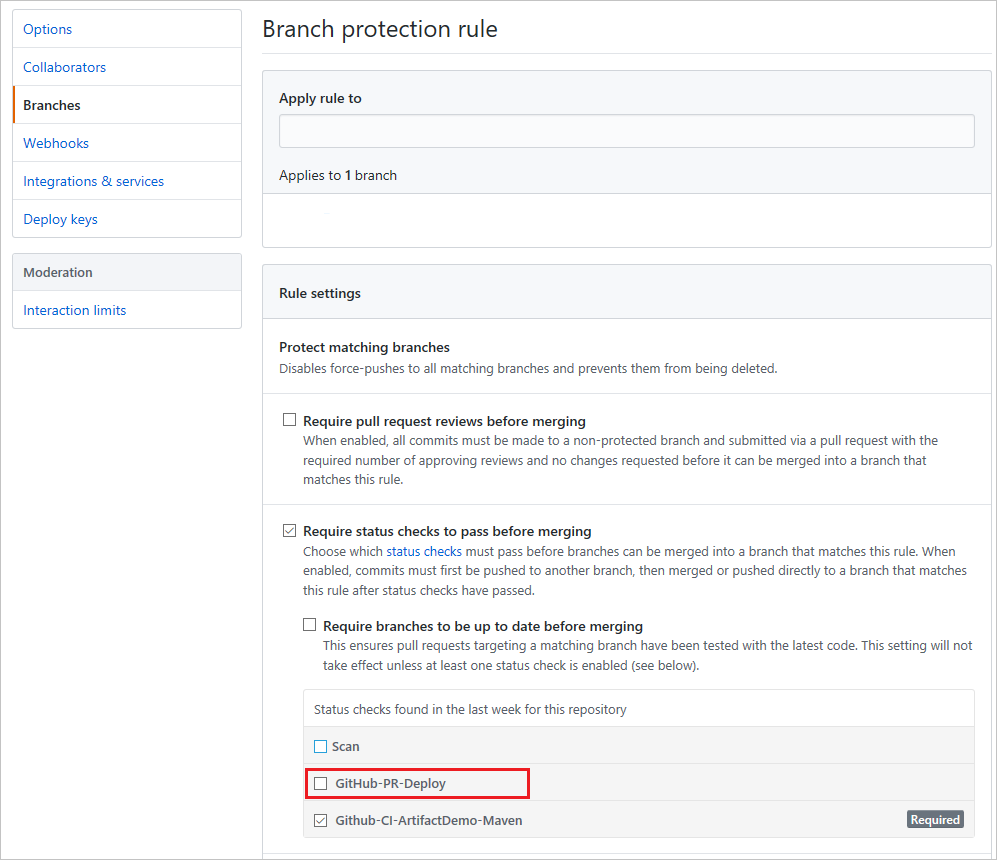 Options
Collaborators
Branches
Webhooks
Integrations & services
Deploy keys
Moderation
Interaction limits
Branch protection rule
Apply rule to
Applies to 1 branch
Rule settings
Protect matching branches
Disables force-pushes to all matching branches and prevents them from being deleted.
Require pull request reviews before merging
When enabled, all commits must be made to a non-protected branch and submitted via a pull request with the
required number of approving reviews and no changes requested before it can be merged into a branch that
matches this rule.
Require status checks to pass before merging
Choose which status checks must pass before branches can be merged into a branch that matches this rule. When
enabled, commits must first be pushed to another branch, then merged or pushed directly to a branch that matches
this rule after status checks have passed.
Require branches to be up to date before merging
This ensures pull requests targeting a matching branch have been tested with the latest code. This setting will not
take effect unless at least one status check is enabled (see below).
Status checks found in the last week for this repository
Scan
GitHub-PR-Deploy
Github-CI-ArtifactDemo-Maven Required